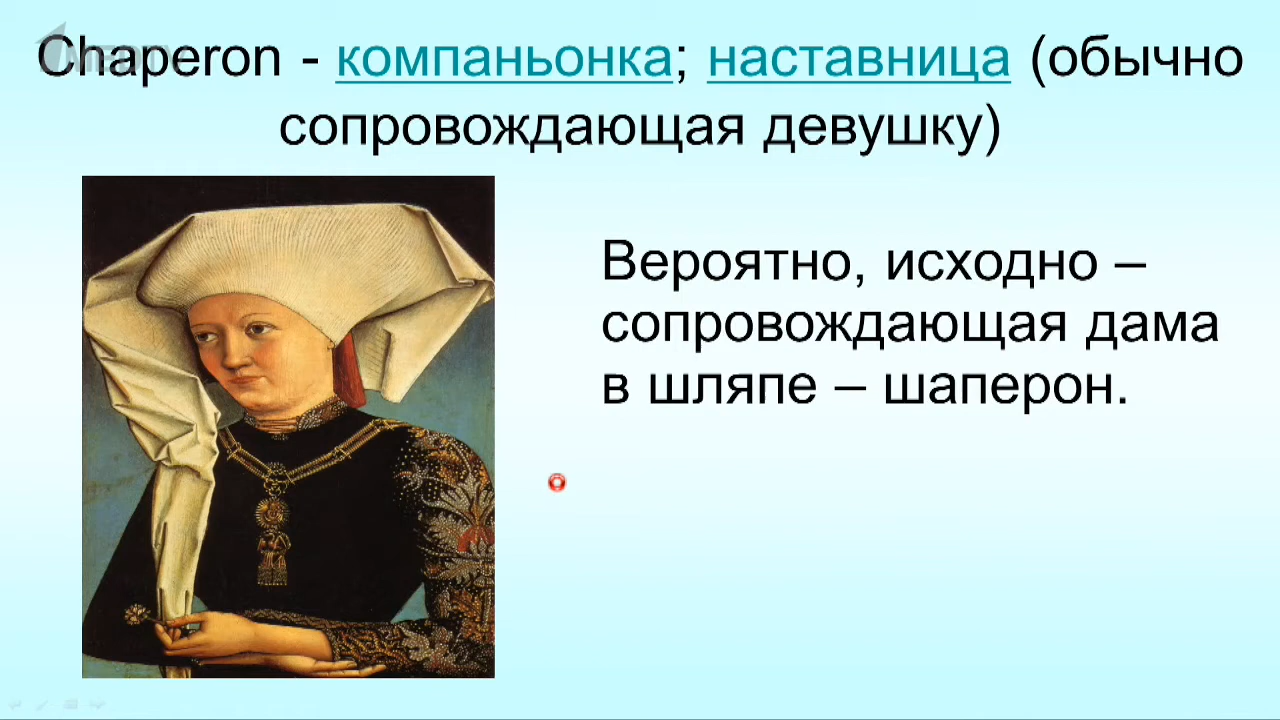 Chaperon - компаньонка; наставница (обычно
сопровождающая девушку)
Вероятно, исходно –
сопровождающая дама
в шляпе – шаперон.